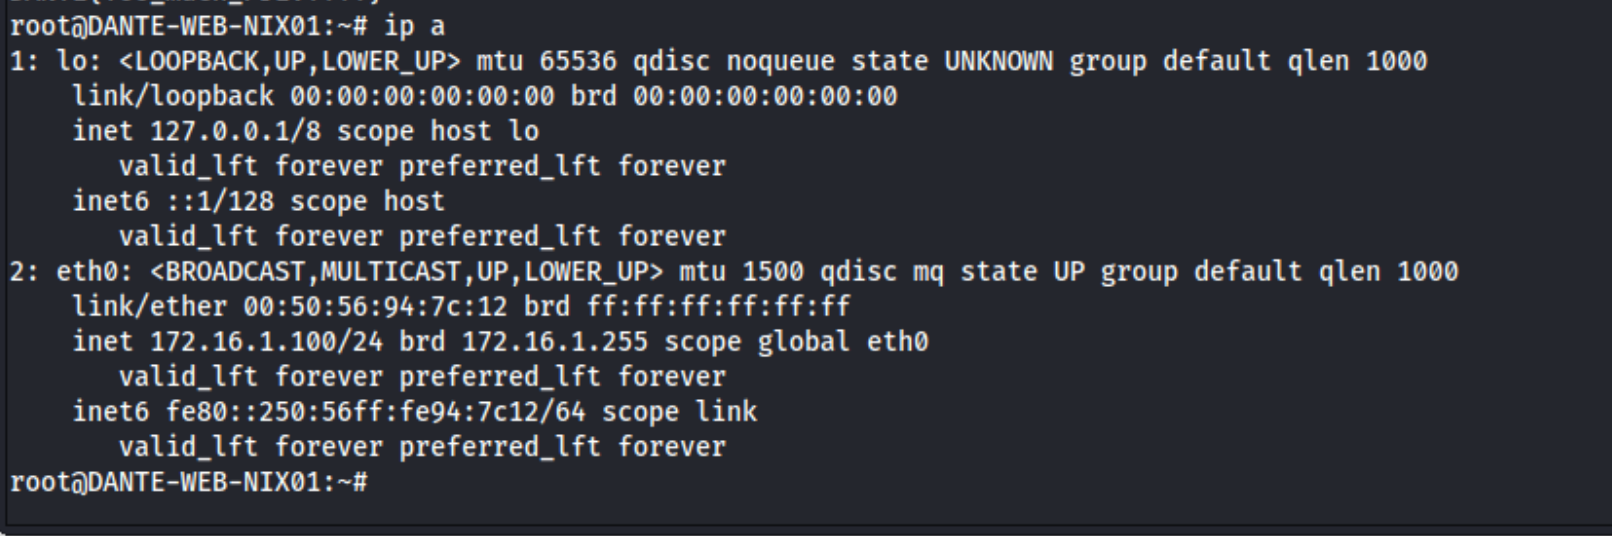 root@DANTE-WEB-NIX01:~# ip a
1: lo: <LOOPBACK,UP,LOWER_UP> mtu 65536 qdisc noqueue state UNKNOWN group default qlen 1000
    link/loopback 00:00:00:00:00:00 brd 00:00:00:00:00:00
    inet 127.0.0.1/8 scope host lo
       valid_lft forever preferred_lft forever
    inet6 ::1/128 scope host
       valid_lft forever preferred_lft forever
2: eth0: <BROADCAST,MULTICAST,UP,LOWER_UP> mtu 1500 qdisc mq state UP group default qlen 1000
    link/ether 00:50:56:94:7c:12 brd ff:ff:ff:ff:ff:ff
    inet 172.16.1.100/24 brd 172.16.1.255 scope global eth0
       valid_lft forever preferred_lft forever
    inet6 fe80::250:56ff:fe94:7c12/64 scope link
       valid_lft forever preferred_lft forever
root@DANTE-WEB-NIX01:~#